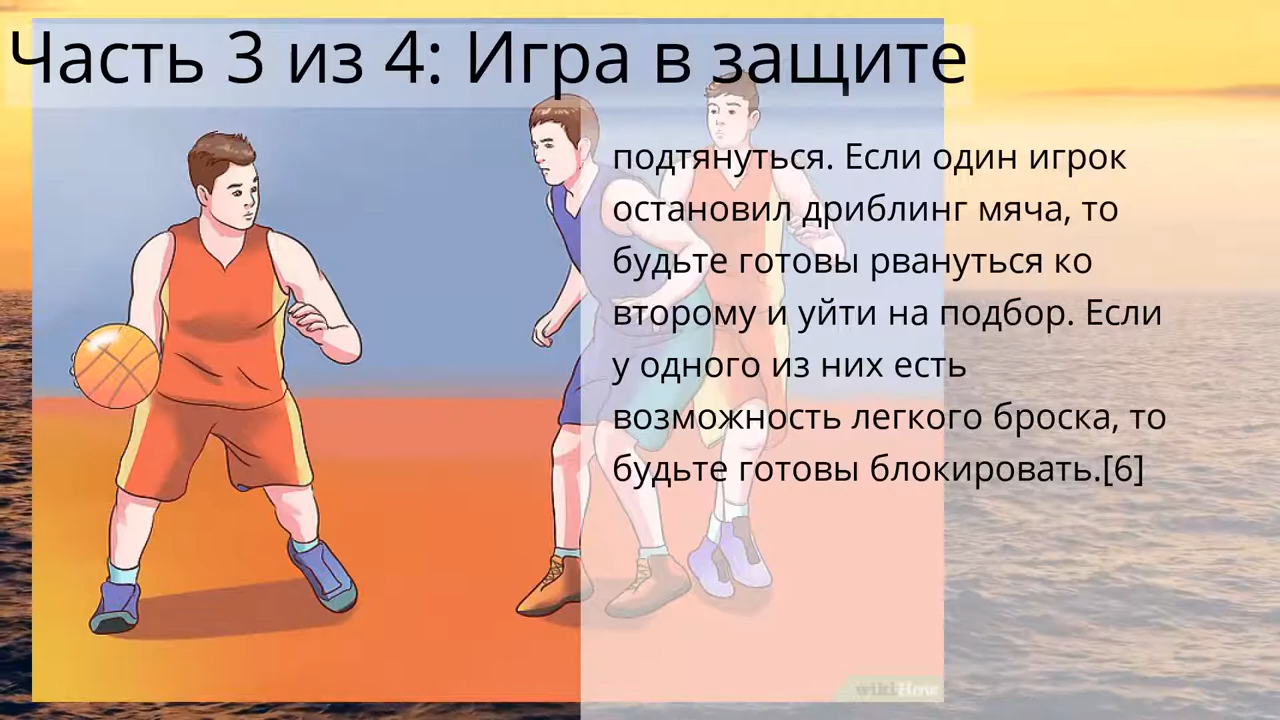 Часть 3 из 4: Игра в защите
подтянуться. Если один игрок
остановил дриблинг мяча, то
будьте готовы рвануться ко
второму и уйти на подбор. Если
у одного из них есть
возможность легкого броска, то
будьте готовы блокировать.[6]
wikiHow